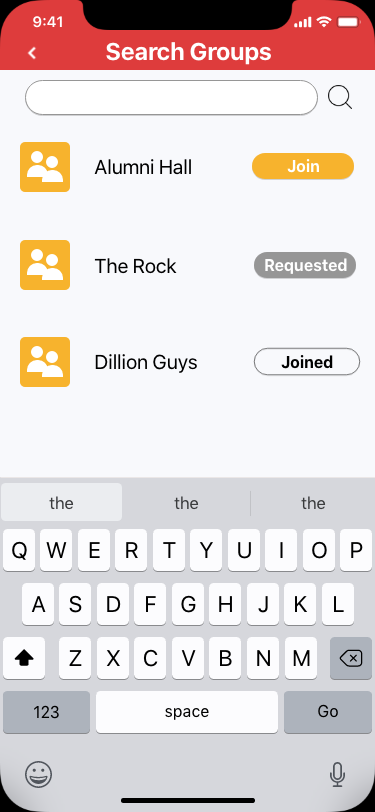 9:41
Search Groups
Alumni Hall Join
The Rock Requested
Dillion Guys Joined
the the the
Q W E R T Y U I O P
A S D F G H J K L
Z X C V B N M
123 space Go